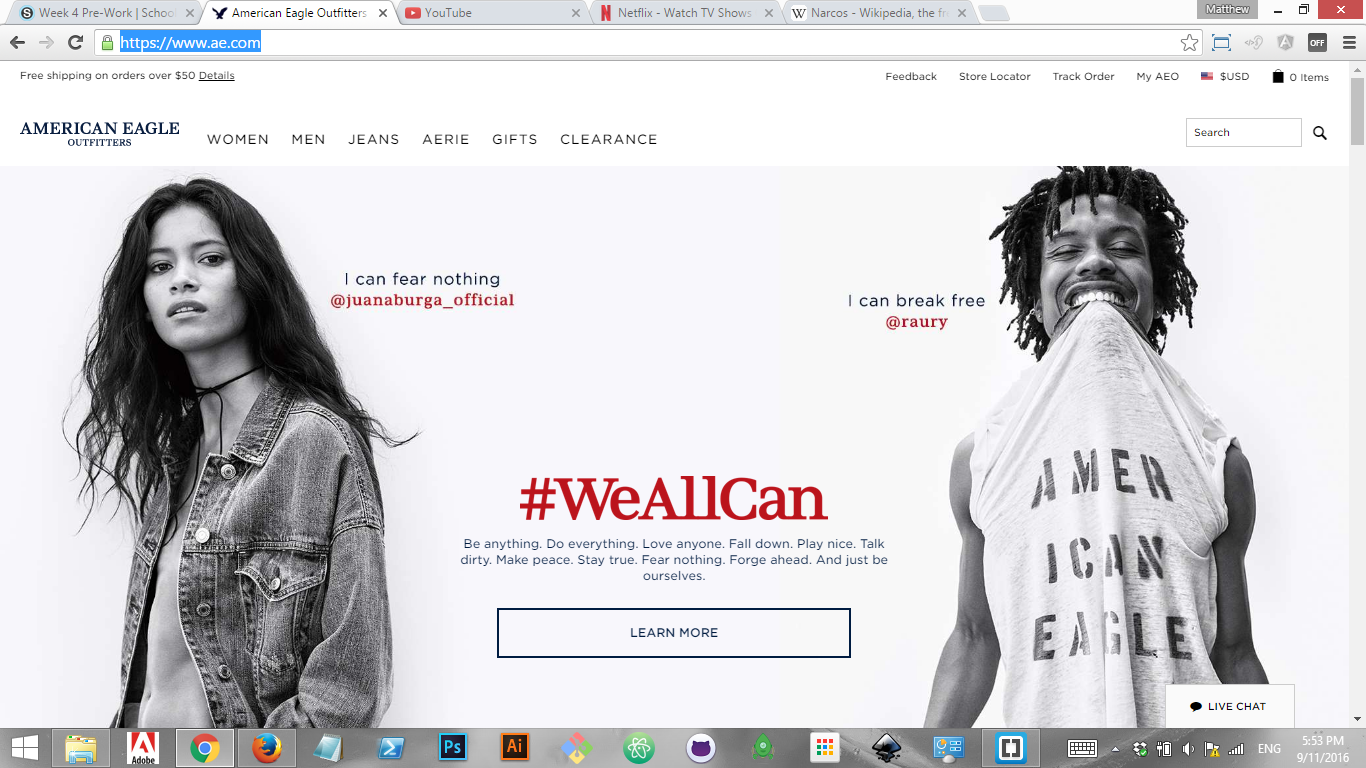 Week 4 Pre-Work | School
American Eagle Outfitters
YouTube
Netflix - Watch TV Shows
Narcos - Wikipedia, the fr
Matthew
https://www.ae.com
OFF
Free shipping on orders over $50 Details
Feedback
Store Locator
Track Order
My AEO
$USD
0 Items
AMERICAN EAGLE
OUTFITTERS
WOMEN
MEN
JEANS
AERIE
GIFTS
CLEARANCE
Search
I can fear nothing
@juanaburga_official
I can break free
@raury
#WeAllCan
Be anything. Do everything. Love anyone. Fall down. Play nice. Talk
dirty. Make peace. Stay true. Fear nothing. Forge ahead. And just be
ourselves.
LEARN MORE
AMER
ICAN
EAGLE
LIVE CHAT
Adobe
Ps
Ai
ENG
5:53 PM
9/11/2016